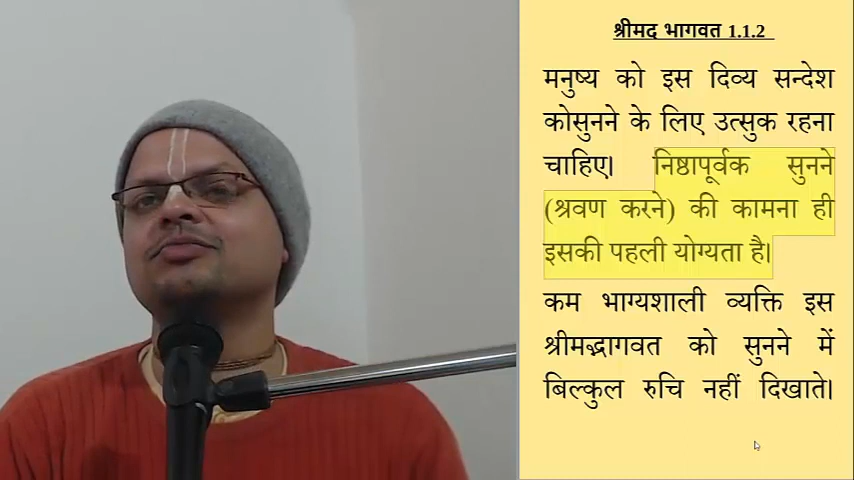 श्रीमद भागवत 1.1.2
मनुष्य को इस दिव्य सन्देश
कोसुनने के लिए उत्सुक रहना
चाहिए। निष्ठापूर्वक सुनने
(श्रवण करने) की कामना ही
इसकी पहली योग्यता है।
कम भाग्यशाली व्यक्ति इस
श्रीमद्भागवत को सुनने में
बिल्कुल रुचि नहीं दिखाते।